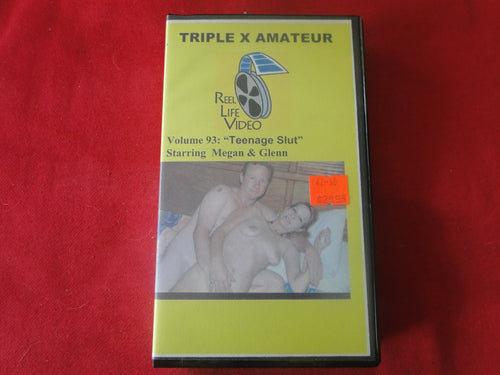 TRIPLE X AMATEUR
REEL
LIFE
VIDEO
Volume 93: “Teenage Slut”
Starring Megan & Glenn